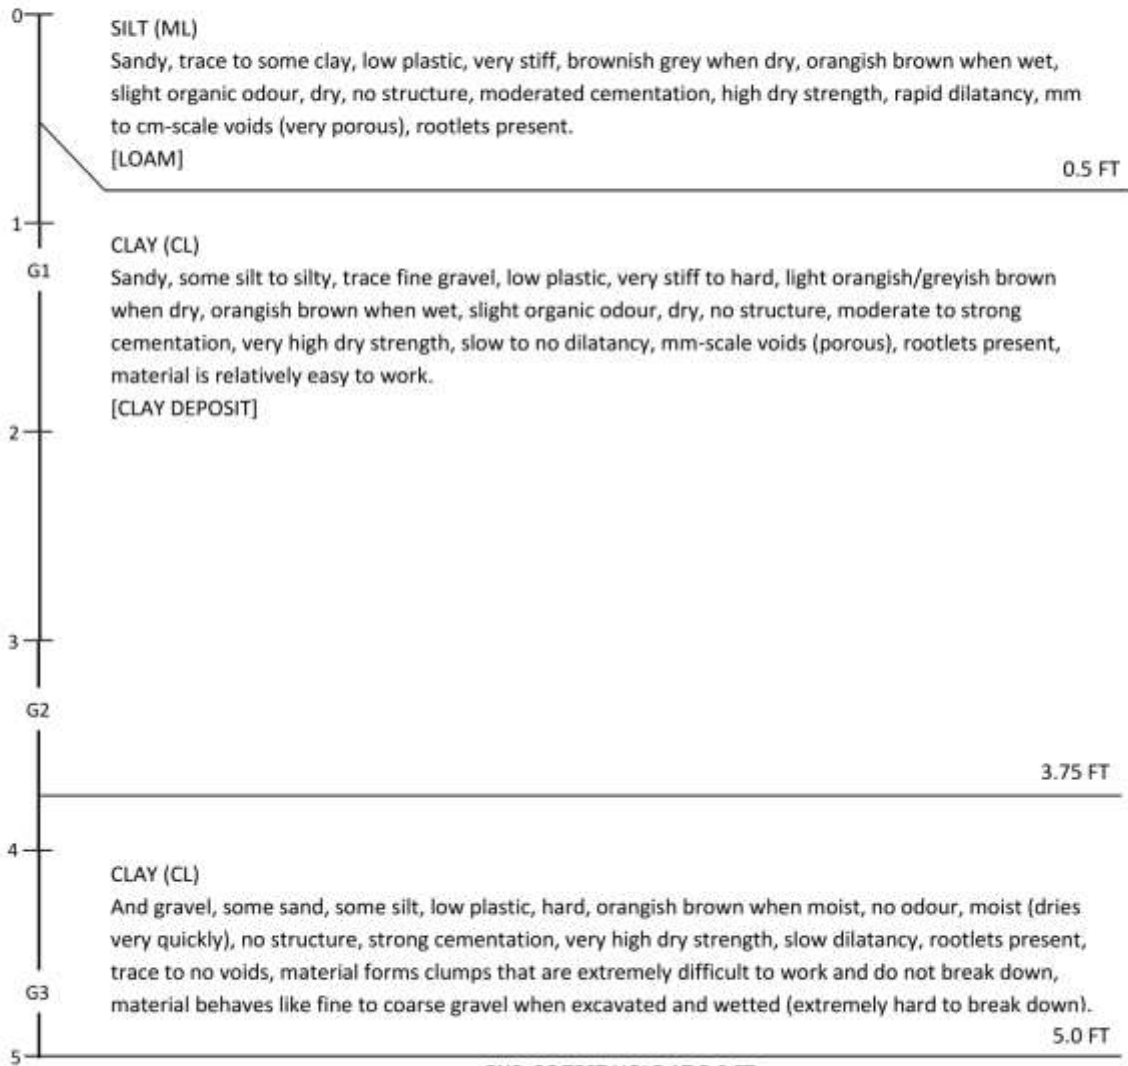 0
SILT (ML)
Sandy, trace to some clay, low plastic, very stiff, brownish grey when dry, orangish brown when wet,
slight organic odour, dry, no structure, moderated cementation, high dry strength, rapid dilatancy, mm
to cm-scale voids (very porous), rootlets present.
[LOAM]
0.5 FT
1
CLAY (CL)
G1
Sandy, some silt to silty, trace fine gravel, low plastic, very stiff to hard, light orangish/greyish brown
when dry, orangish brown when wet, slight organic odour, dry, no structure, moderate to strong
cementation, very high dry strength, slow to no dilatancy, mm-scale voids (porous), rootlets present,
material is relatively easy to work.
[CLAY DEPOSIT]
2
3
G2
3.75 FT
4
CLAY (CL)
And gravel, some sand, some silt, low plastic, hard, orangish brown when moist, no odour, moist (dries
very quickly), no structure, strong cementation, very high dry strength, slow dilatancy, rootlets present,
trace to no voids, material forms clumps that are extremely difficult to work and do not break down,
G3
material behaves like fine to coarse gravel when excavated and wetted (extremely hard to break down).
5.0 FT
5